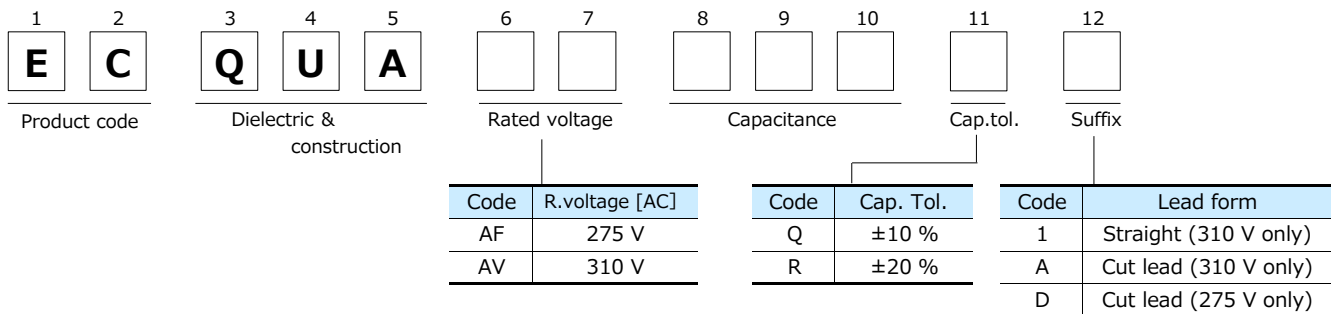 1 2 3 4 5 6 7 8 9 10 11 12
E C Q U A
Product code Dielectric & construction Rated voltage Capacitance Cap.tol. Suffix
Code R.voltage [AC]
AF 275 V
AV 310 V
Code Cap. Tol.
Q ±10 %
R ±20 %
Code Lead form
1 Straight (310 V only)
A Cut lead (310 V only)
D Cut lead (275 V only)